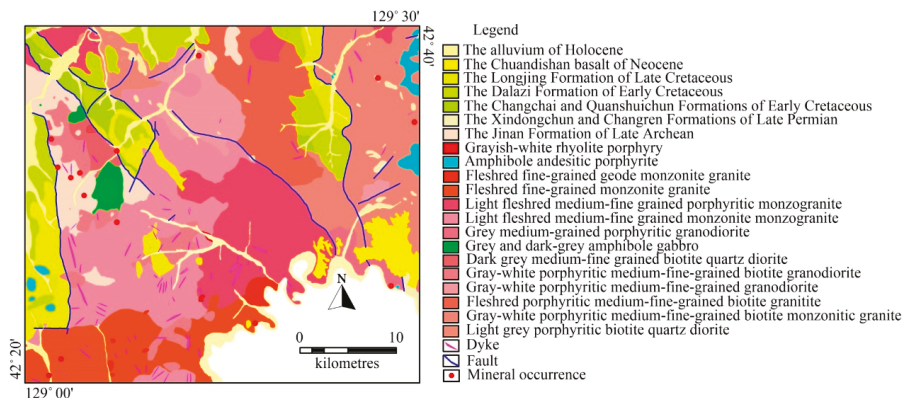 129° 30'
42° 40'
N
0 10
kilometres
42° 20'
129° 00'
Legend
The alluvium of Holocene
The Chuandishan basalt of Neocene
The Longjing Formation of Late Cretaceous
The Dalazi Formation of Early Cretaceous
The Changchai and Quanshuichun Formations of Early Cretaceous
The Xindongchun and Changren Formations of Late Permian
The Jinan Formation of Late Archean
Grayish-white rhyolite porphyry
Amphibole andesitic porphyrite
Fleshred fine-grained geode monzonite granite
Fleshred fine-grained monzonite granite
Light fleshred medium-fine grained porphyritic monzogranite
Light fleshred medium-fine grained monzonite monzogranite
Grey medium-grained porphyritic granodiorite
Grey and dark-grey amphibole gabbro
Dark grey medium-fine grained biotite quartz diorite
Gray-white porphyritic medium-fine-grained biotite granodiorite
Gray-white porphyritic medium-fine-grained granodiorite
Fleshred porphyritic medium-fine-grained biotite granitite
Gray-white porphyritic medium-fine-grained biotite monzonitic granite
Light grey porphyritic biotite quartz diorite
Dyke
Fault
Mineral occurrence